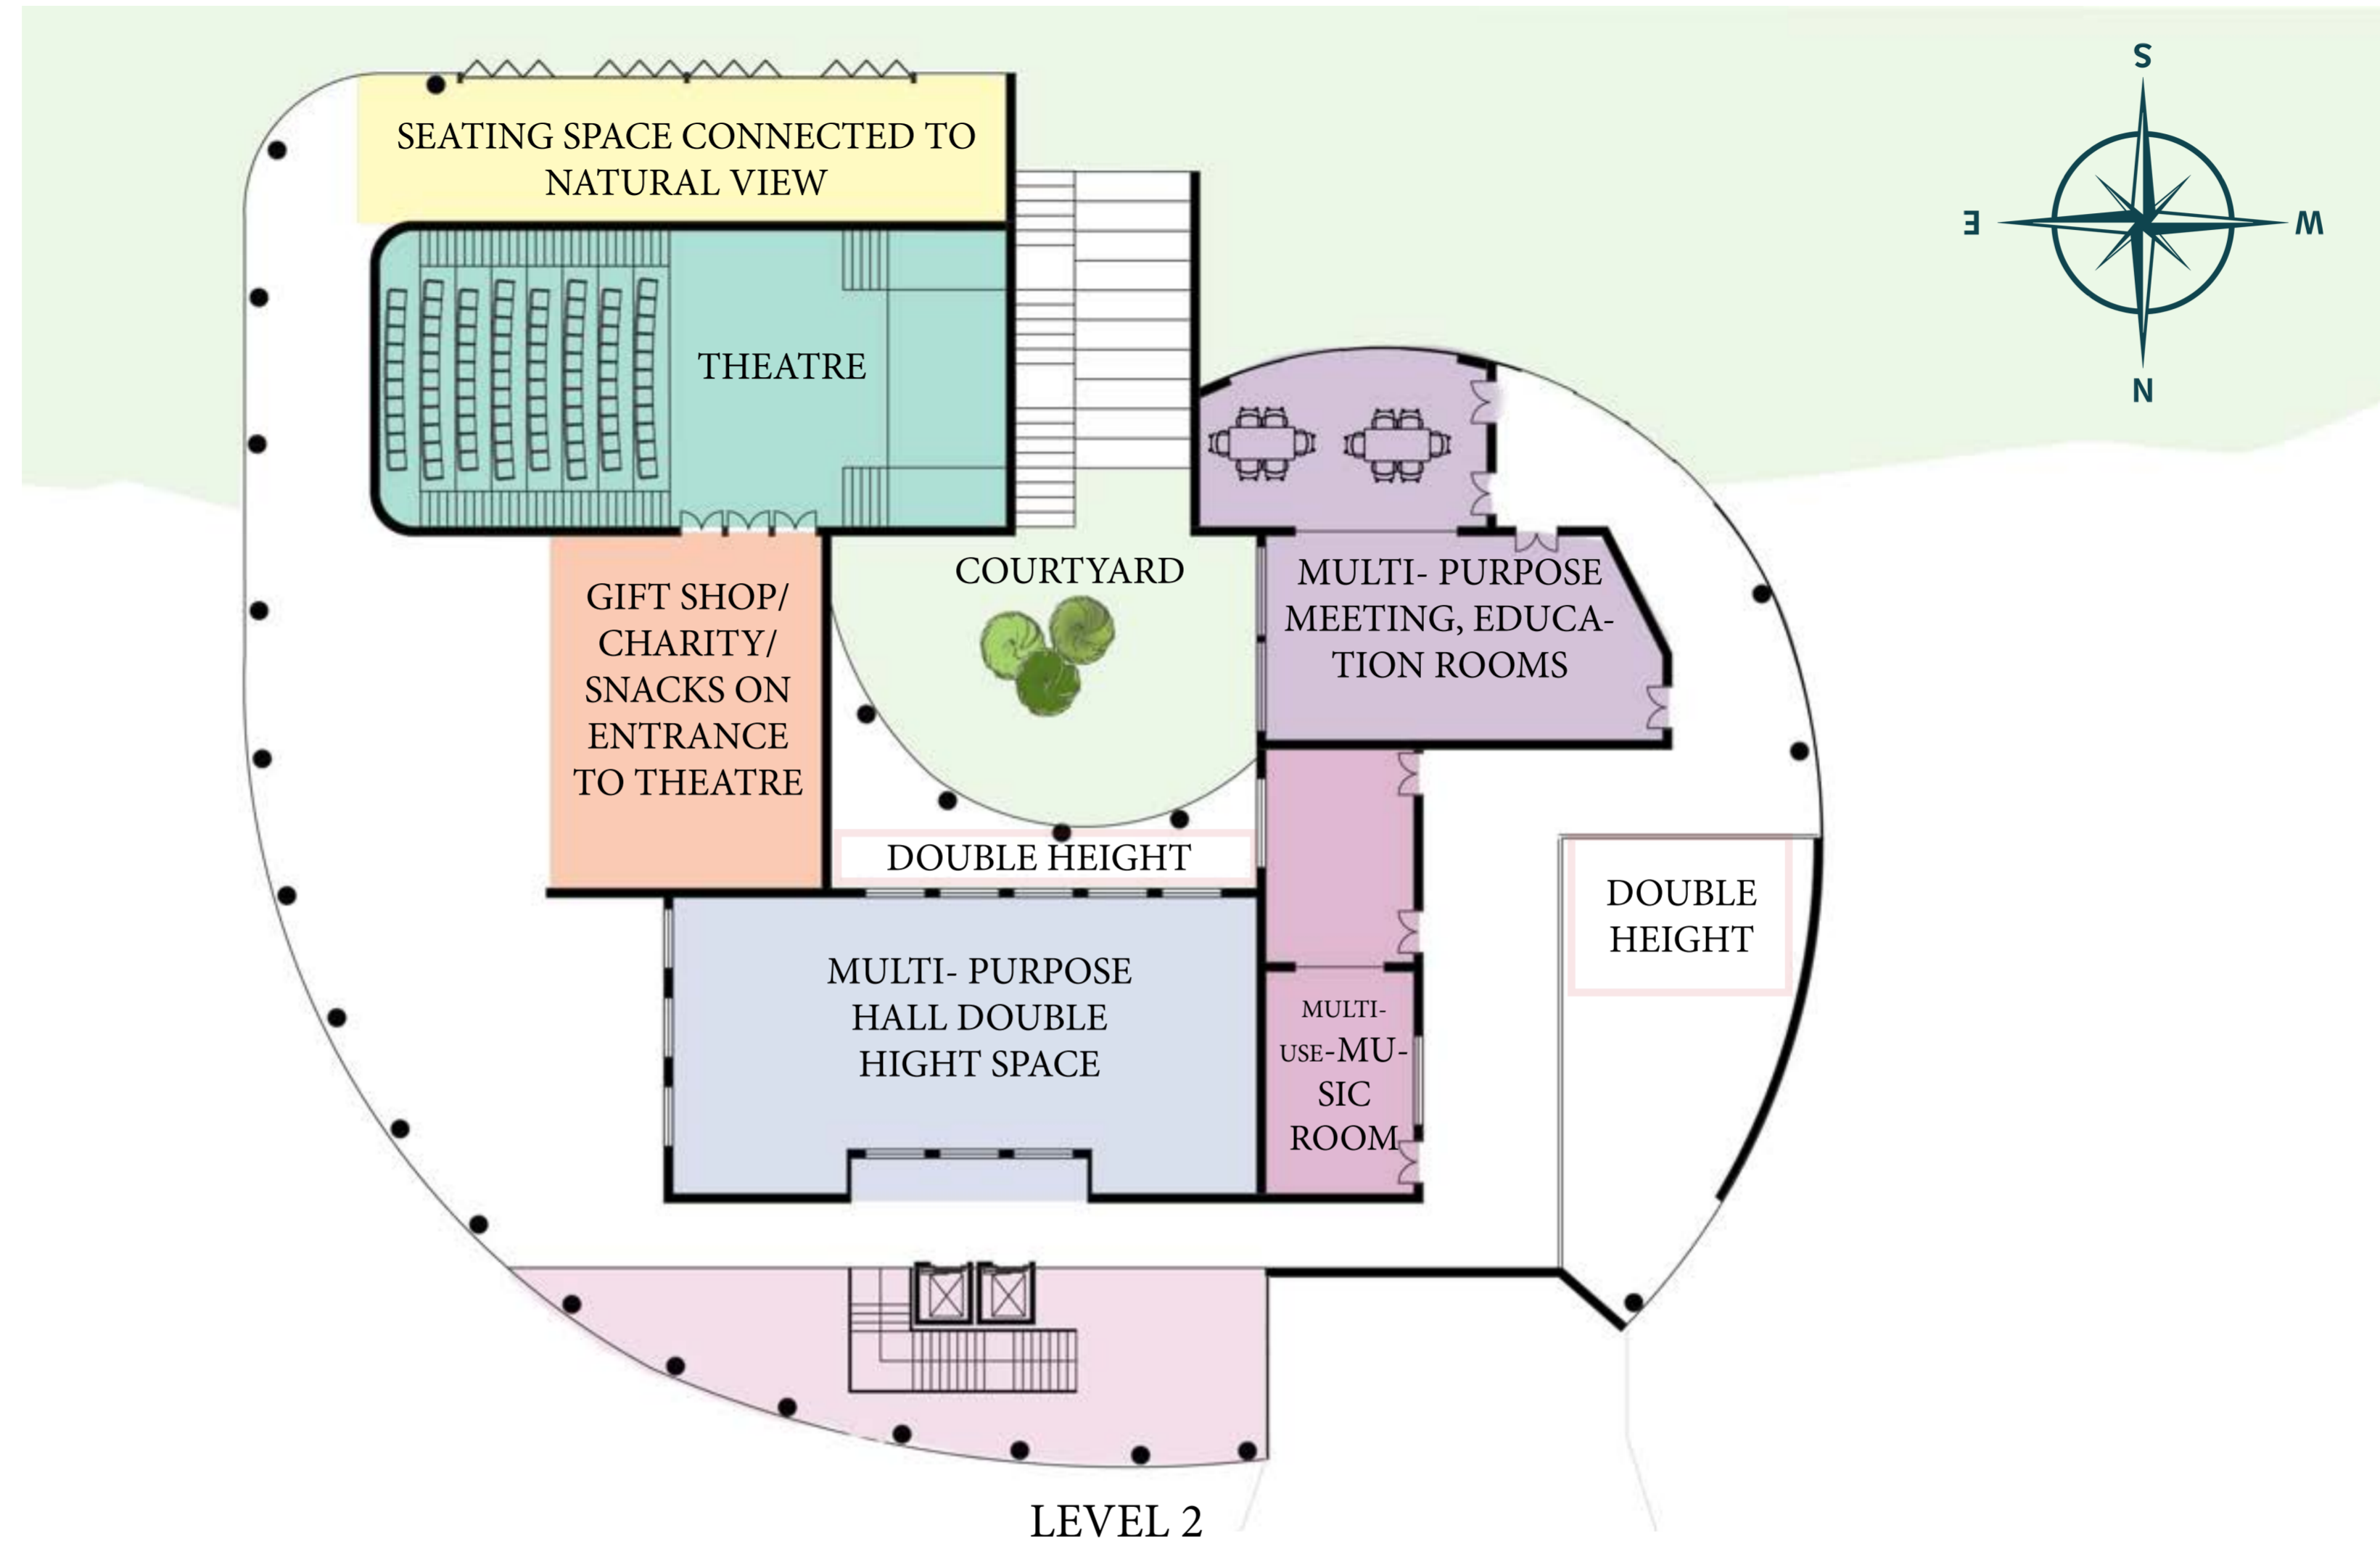 S
E
W
N
SEATING SPACE CONNECTED TO
NATURAL VIEW
THEATRE
COURTYARD
GIFT SHOP/
CHARITY/
SNACKS ON
ENTRANCE
TO THEATRE
MULTI- PURPOSE
MEETING, EDUCA-
TION ROOMS
DOUBLE HEIGHT
DOUBLE
HEIGHT
MULTI- PURPOSE
HALL DOUBLE
HIGHT SPACE
MULTI-
USE-MU-
SIC
ROOM
LEVEL 2